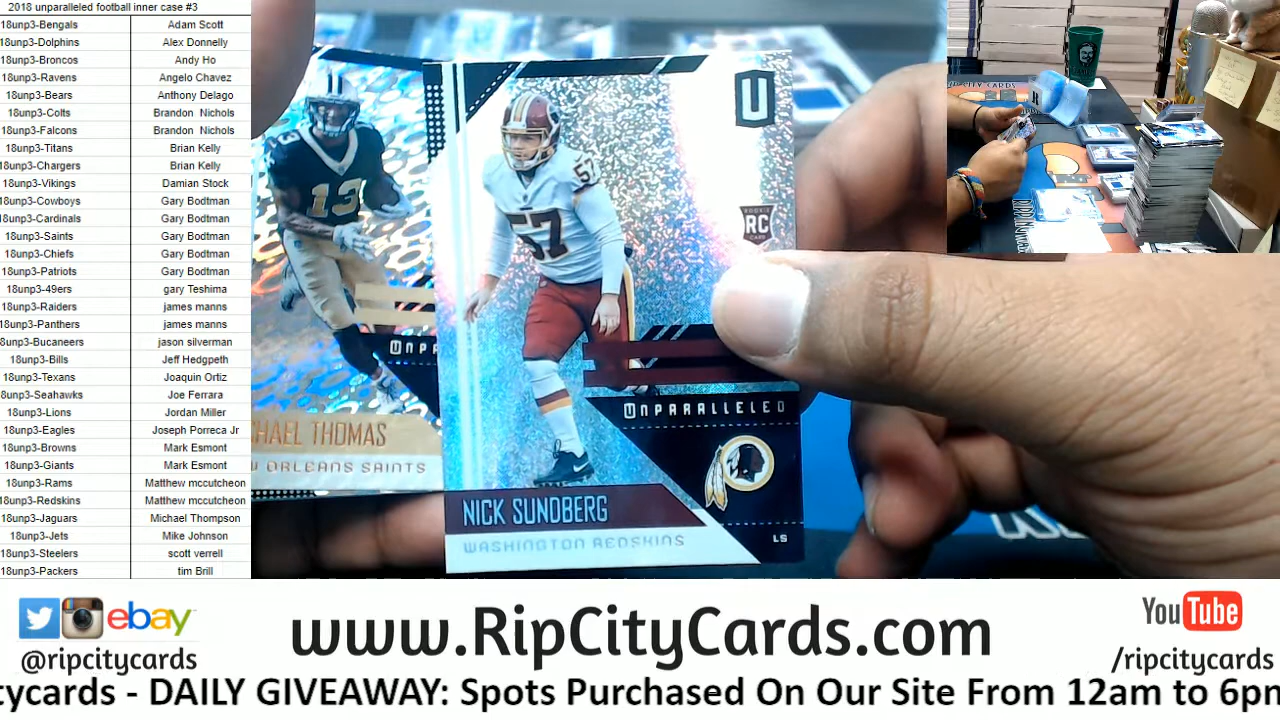 2018 unparalleled football inner case #3
18unp3-Bengals Adam Scott
18unp3-Dolphins Alex Donnelly
18unp3-Broncos Andy Ho
18unp3-Ravens Angelo Chavez
18unp3-Bears Anthony Delago
18unp3-Colts Brandon Nichols
18unp3-Falcons Brandon Nichols
18unp3-Titans Brian Kelly
18unp3-Chargers Brian Kelly
18unp3-Vikings Damian Stock
18unp3-Cowboys Gary Bodtman
18unp3-Cardinals Gary Bodtman
18unp3-Saints Gary Bodtman
18unp3-Chiefs Gary Bodtman
18unp3-Patriots Gary Bodtman
18unp3-49ers gary Teshima
18unp3-Raiders james manns
18unp3-Panthers james manns
18unp3-Bucaneers jason silverman
18unp3-Bills Jeff Hedgpeth
18unp3-Texans Joaquin Ortiz
18unp3-Seahawks Joe Ferrara
18unp3-Lions Jordan Miller
18unp3-Eagles Joseph Porreca Jr
18unp3-Browns Mark Esmont
18unp3-Giants Mark Esmont
18unp3-Rams Matthew mccutcheon
18unp3-Redskins Matthew mccutcheon
18unp3-Jaguars Michael Thompson
18unp3-Jets Mike Johnson
18unp3-Steelers scott verrell
18unp3-Packers tim Brill
13
UNPA
CHAEL THOMAS
W ORLEANS SAINTS
U
57
57
ROOKIE
RC
CARD
UNPARALLELED
NICK SUNDBERG
WASHINGTON REDSKINS
LS
ebay
@ripcitycards
www.RipCityCards.com
YouTube
/ripcitycards
tycards - DAILY GIVEAWAY: Spots Purchased On Our Site From 12am to 6pm